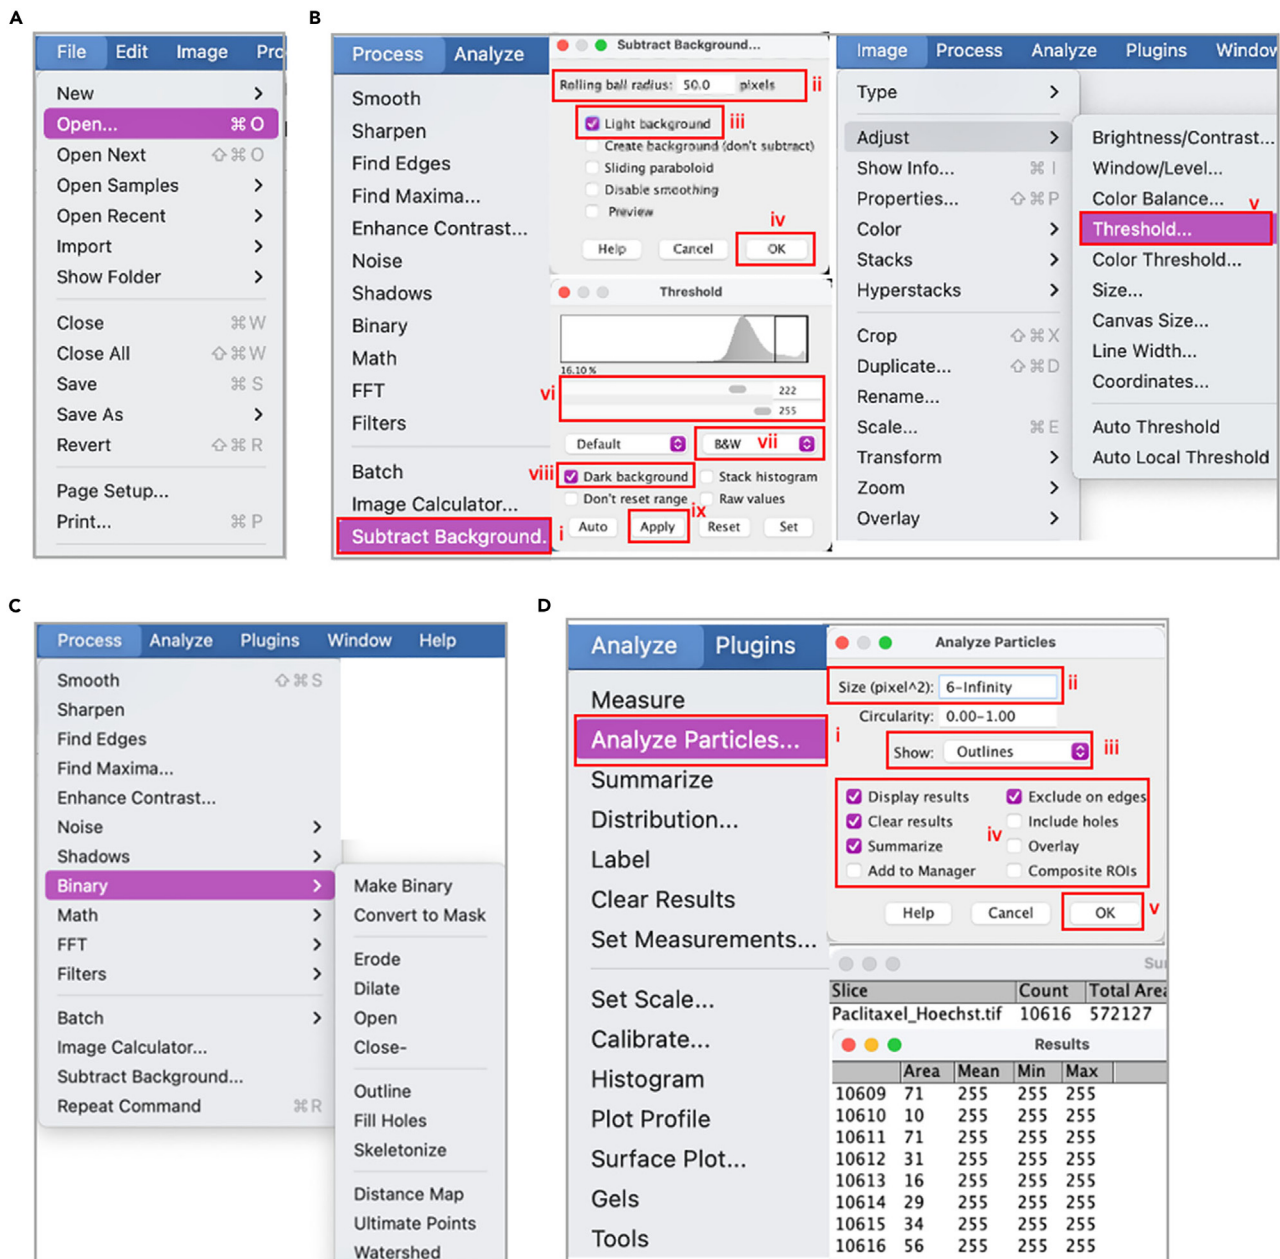 A
File Edit Image Pro
New
Open... ⌘ O
Open Next ⇧ ⌘ O
Open Samples
Open Recent
Import
Show Folder
Close ⌘ W
Close All ⇧ ⌘ W
Save ⌘ S
Save As
Revert ⇧ ⌘ R
Page Setup...
Print... ⌘ P
B
Process Analyze
Smooth
Sharpen
Find Edges
Find Maxima...
Enhance Contrast...
Noise
Shadows
Binary
Math
FFT
Filters
Batch
Image Calculator...
Subtract Background. i
Subtract Background...
Rolling ball radius: 50.0 pixels ii
Light background iii
Create background (don't subtract)
Sliding paraboloid
Disable smoothing
Preview
iv
Help Cancel OK
Threshold
16.10 %
vi 222
255
Default B&W vii
viii Dark background Stack histogram
Don't reset range Raw values
ix
Auto Apply Reset Set
Image Process Analyze Plugins Window
Type
Adjust
Show Info... ⌘ I
Properties... ⇧ ⌘ P
Color
Stacks
Hyperstacks
Crop ⇧ ⌘ X
Duplicate... ⇧ ⌘ D
Rename...
Scale... ⌘ E
Transform
Zoom
Overlay
Brightness/Contrast...
Window/Level...
Color Balance... v
Threshold...
Color Threshold...
Size...
Canvas Size...
Line Width...
Coordinates...
Auto Threshold
Auto Local Threshold
C
Process Analyze Plugins Window Help
Smooth ⇧ ⌘ S
Sharpen
Find Edges
Find Maxima...
Enhance Contrast...
Noise
Shadows
Binary
Math
FFT
Filters
Batch
Image Calculator...
Subtract Background...
Repeat Command ⌘ R
Make Binary
Convert to Mask
Erode
Dilate
Open
Close-
Outline
Fill Holes
Skeletonize
Distance Map
Ultimate Points
Watershed
D
Analyze Plugins
Measure
Analyze Particles... i
Summarize
Distribution...
Label
Clear Results
Set Measurements...
Set Scale...
Calibrate...
Histogram
Plot Profile
Surface Plot...
Gels
Tools
Analyze Particles
Size (pixel^2): 6-Infinity ii
Circularity: 0.00-1.00
Show: Outlines iii
Display results Exclude on edges
Clear results Include holes
iv
Summarize Overlay
Add to Manager Composite ROIs
Help Cancel OK v
Su
Slice Count Total Area
Paclitaxel_Hoechst.tif 10616 572127
Results
Area Mean Min Max
10609 71 255 255 255
10610 10 255 255 255
10611 71 255 255 255
10612 31 255 255 255
10613 16 255 255 255
10614 29 255 255 255
10615 34 255 255 255
10616 56 255 255 255